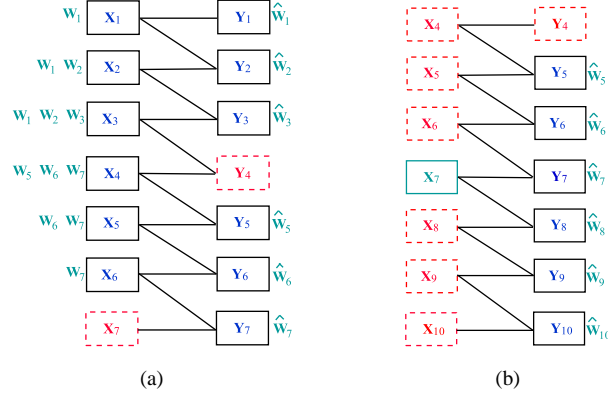 W₁ X₁ Y₁ Ŵ₁
W₁ W₂ X₂ Y₂ Ŵ₂
W₁ W₂ W₃ X₃ Y₃ Ŵ₃
W₅ W₆ W₇ X₄ Y₄
W₆ W₇ X₅ Y₅ Ŵ₅
W₇ X₆ Y₆ Ŵ₆
X₇ Y₇ Ŵ₇
(a)
X₄ Y₄
X₅ Y₅ Ŵ₅
X₆ Y₆ Ŵ₆
X₇ Y₇ Ŵ₇
X₈ Y₈ Ŵ₈
X₉ Y₉ Ŵ₉
X₁₀ Y₁₀ Ŵ₁₀
(b)